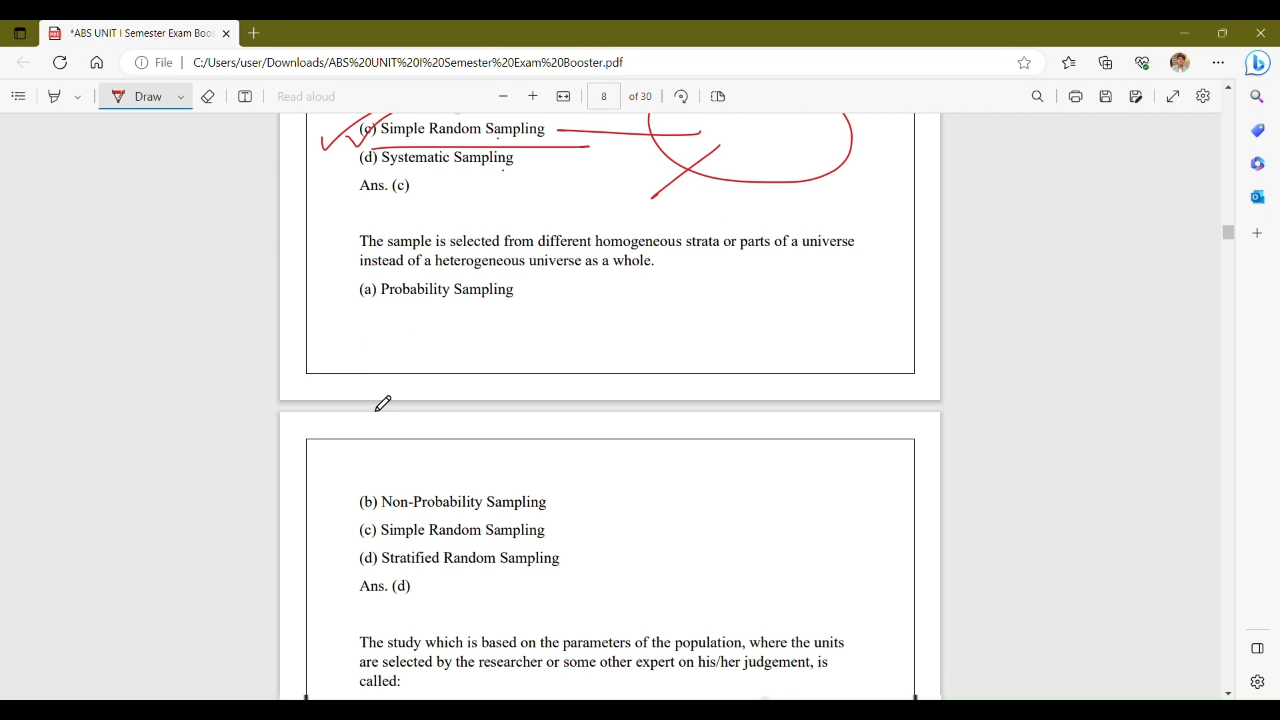 *ABS UNIT I Semester Exam Boo
File
C:/Users/user/Downloads/ABS%20UNIT%20I%20Semester%20Exam%20Booster.pdf
Draw
Read aloud
8 of 30
(c) Simple Random Sampling
(d) Systematic Sampling
Ans. (c)
The sample is selected from different homogeneous strata or parts of a universe
instead of a heterogeneous universe as a whole.
(a) Probability Sampling
(b) Non-Probability Sampling
(c) Simple Random Sampling
(d) Stratified Random Sampling
Ans. (d)
The study which is based on the parameters of the population, where the units
are selected by the researcher or some other expert on his/her judgement, is
called: